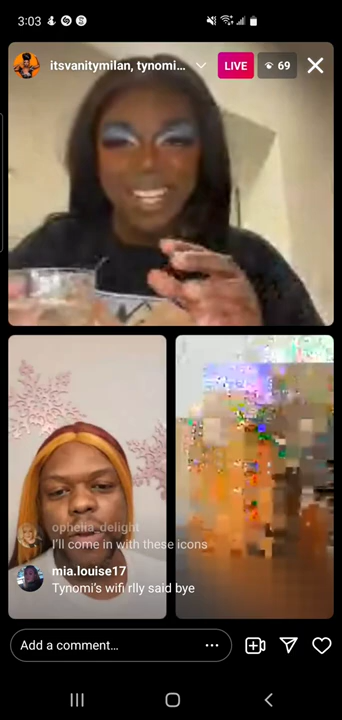 3:03
itsvanitymilan, tynomi...
LIVE
69
ophelia_delight
I'll come in with these icons
mia.louise17
Tynomi's wifi rlly said bye
Add a comment...